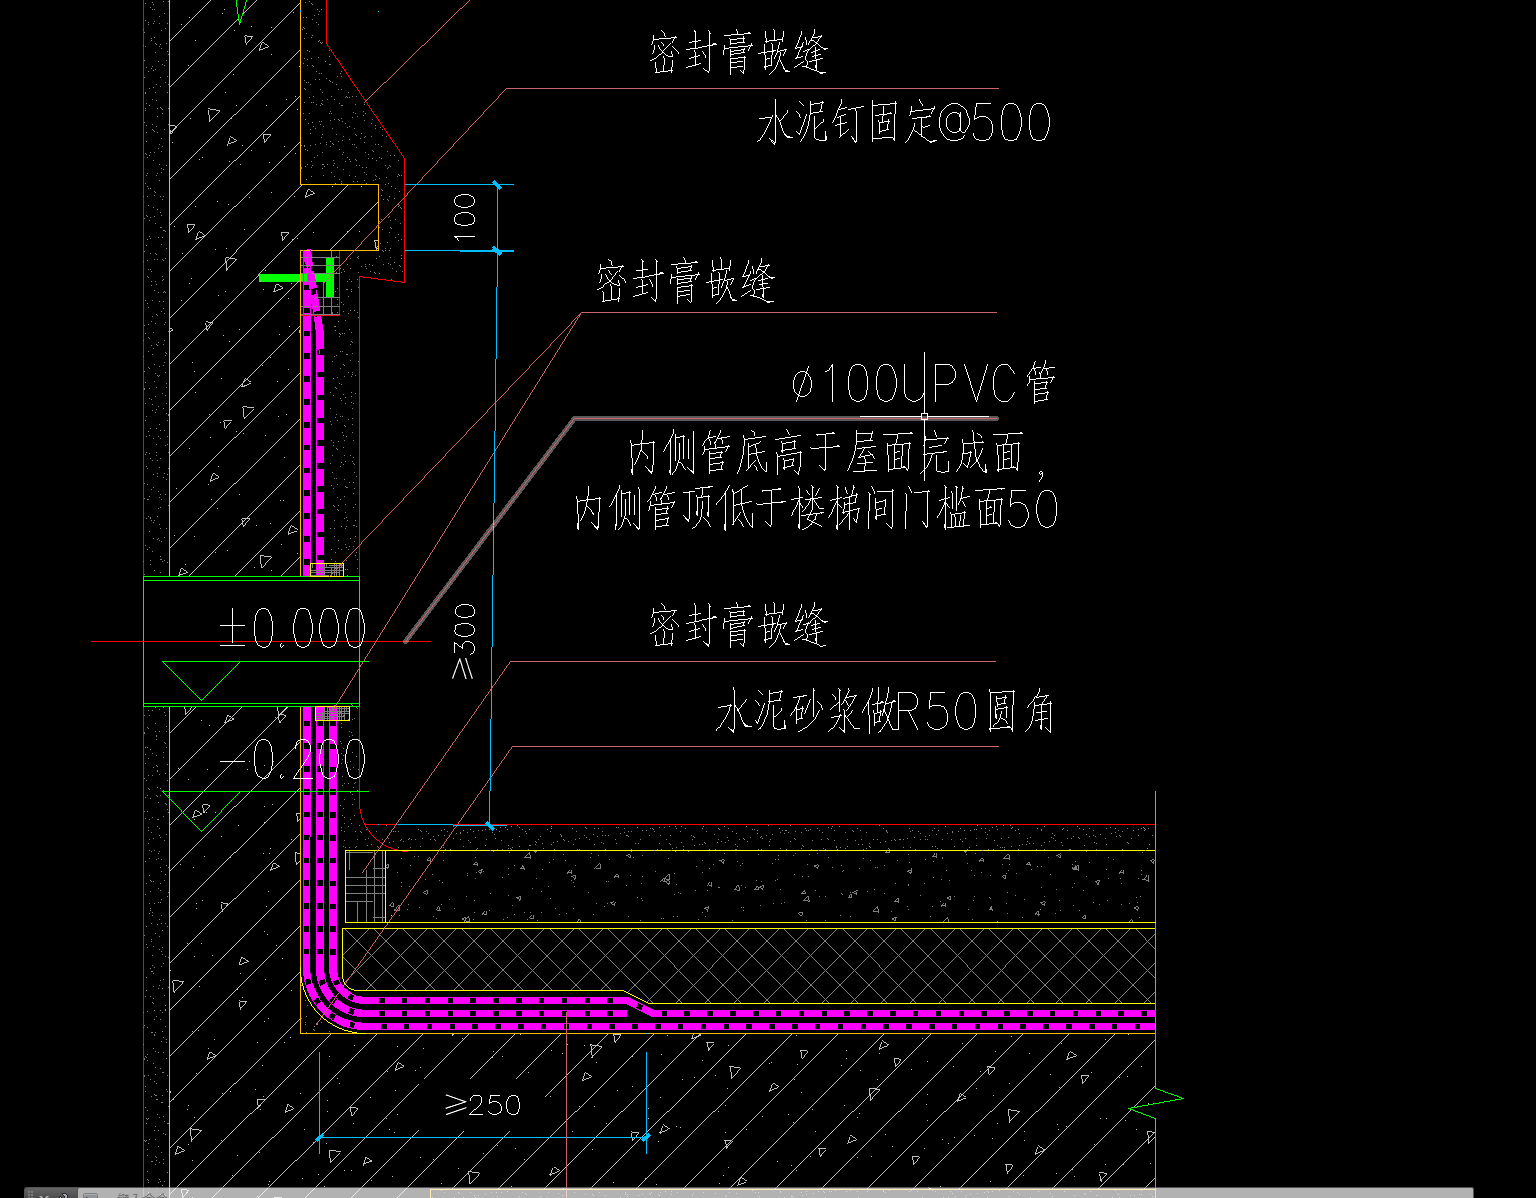 密封膏嵌缝
水泥钉固定@500
100
密封膏嵌缝
ø100UPVC管
内侧管底高于屋面完成面，
内侧管顶低于楼梯间门槛面50
±0.000
≥300
密封膏嵌缝
水泥砂浆做R50圆角
-0.200
≥250